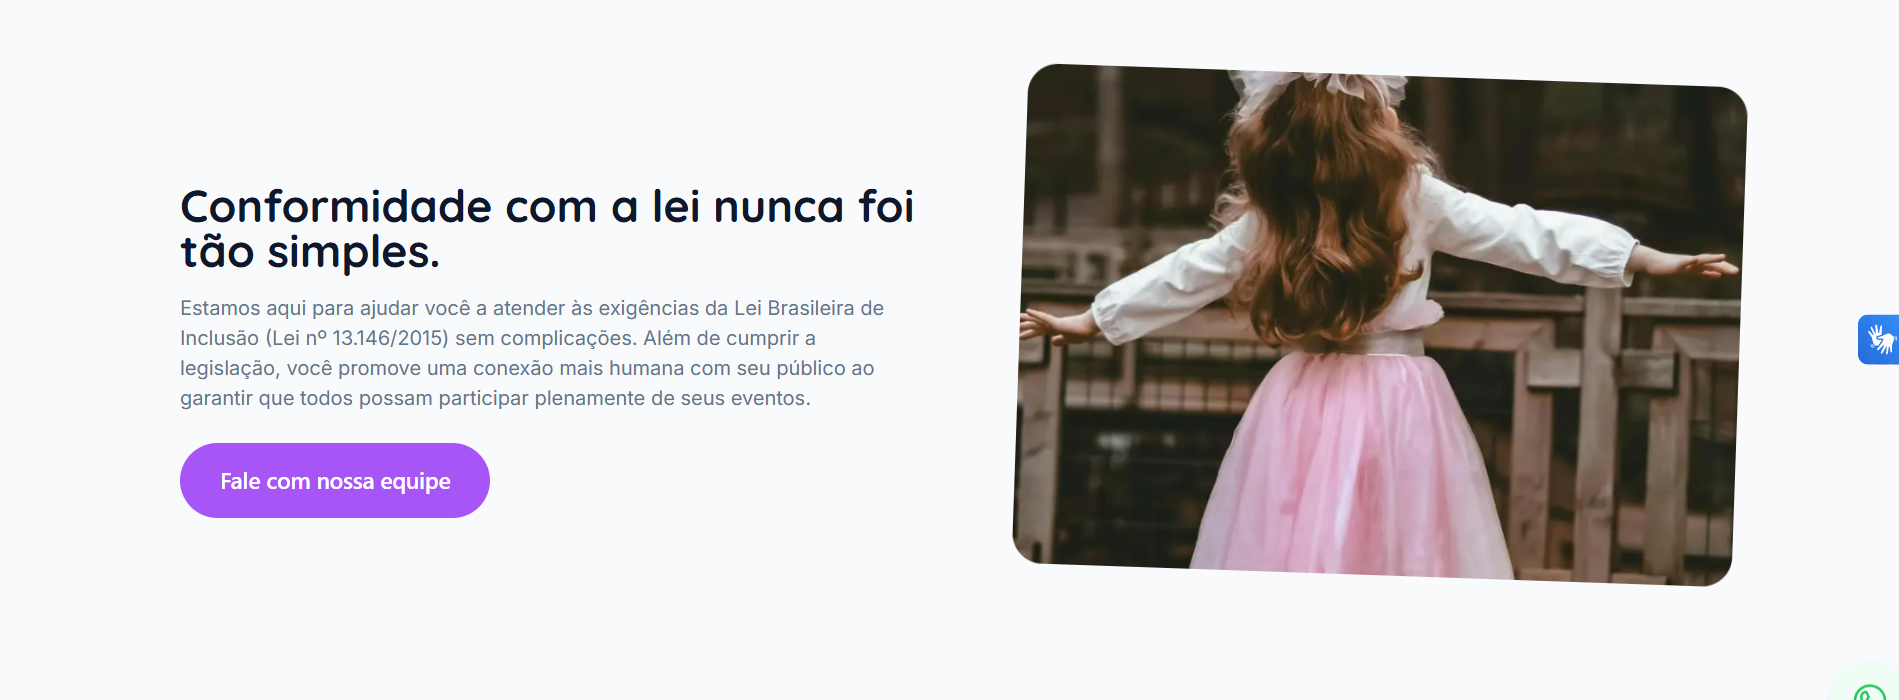 Conformidade com a lei nunca foi
tão simples.
Estamos aqui para ajudar você a atender às exigências da Lei Brasileira de
Inclusão (Lei nº 13.146/2015) sem complicações. Além de cumprir a
legislação, você promove uma conexão mais humana com seu público ao
garantir que todos possam participar plenamente de seus eventos.
Fale com nossa equipe